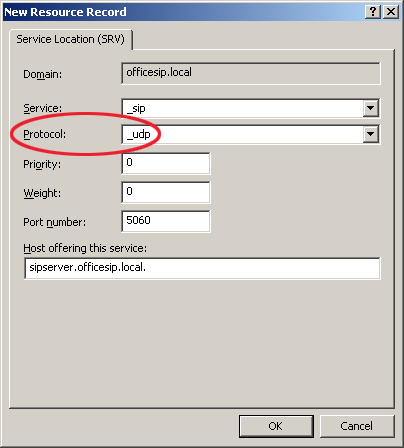 New Resource Record
Service Location (SRV)
Domain: officesip.local
Service: _sip
Protocol: _udp
Priority: 0
Weight: 0
Port number: 5060
Host offering this service:
sipserver.officesip.local.
OK Cancel